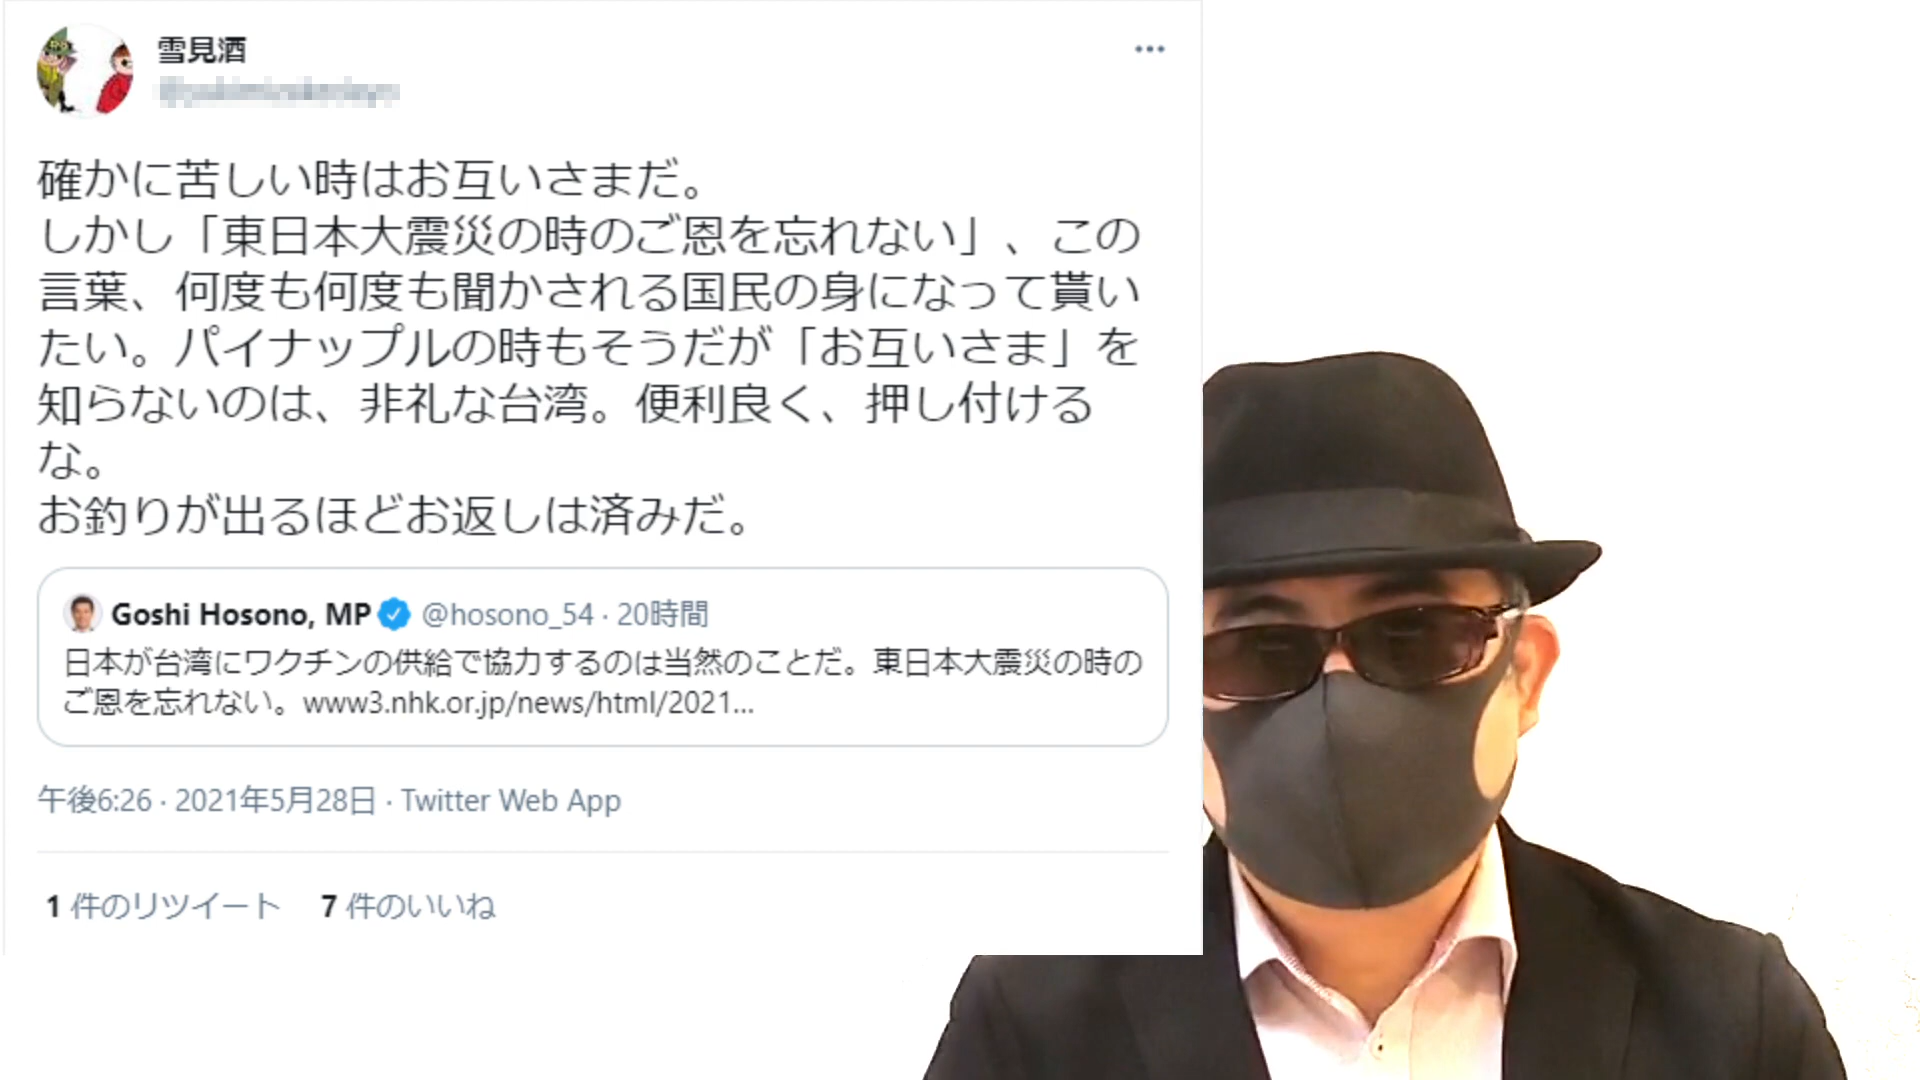 雪見酒
確かに苦しい時はお互いさまだ。
しかし「東日本大震災の時のご恩を忘れない」、この
言葉、何度も何度も聞かされる国民の身になって貰い
たい。パイナップルの時もそうだが「お互いさま」を
知らないのは、非礼な台湾。便利良く、押し付ける
な。
お釣りが出るほどお返しは済みだ。
Goshi Hosono, MP @hosono_54 · 20時間
日本が台湾にワクチンの供給で協力するのは当然のことだ。東日本大震災の時の
ご恩を忘れない。www3.nhk.or.jp/news/html/2021...
午後6:26 · 2021年5月28日 · Twitter Web App
1 件のリツイート 7 件のいいね